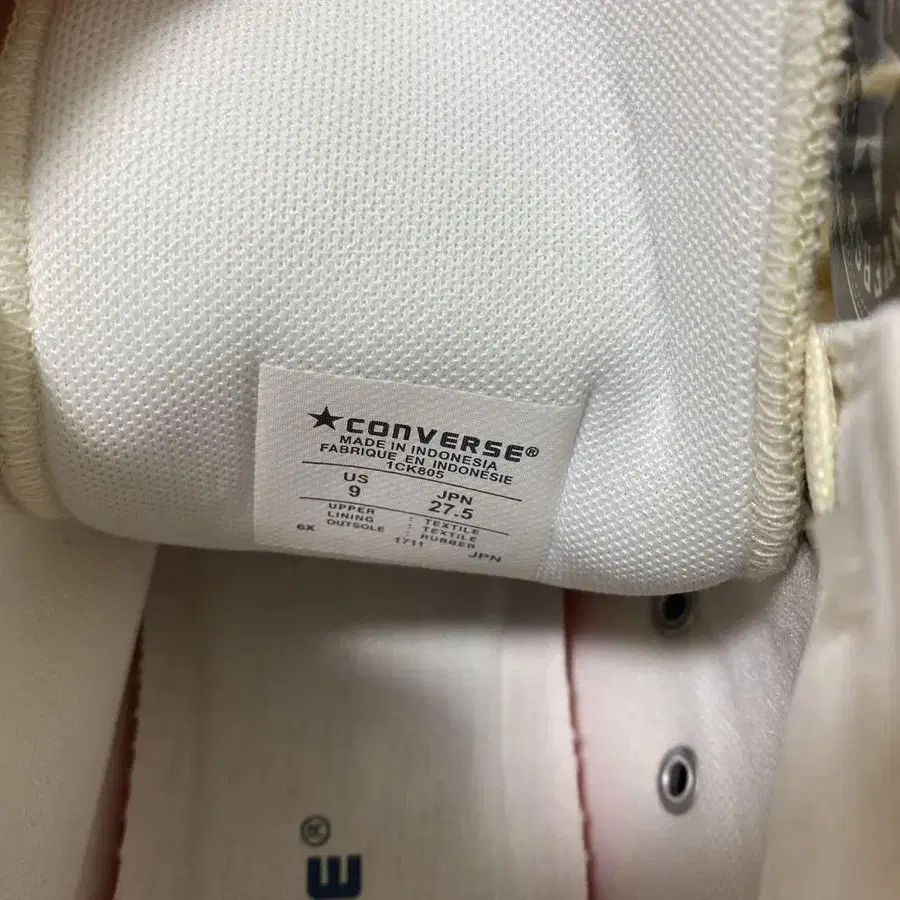 ★CONVERSE®
MADE IN INDONESIA
FABRIQUE EN INDONÉSIE
1CK805
US JPN
9 27.5
UPPER : TEXTILE
LINING : TEXTILE
OUTSOLE : RUBBER
6X 1711 JPN
E